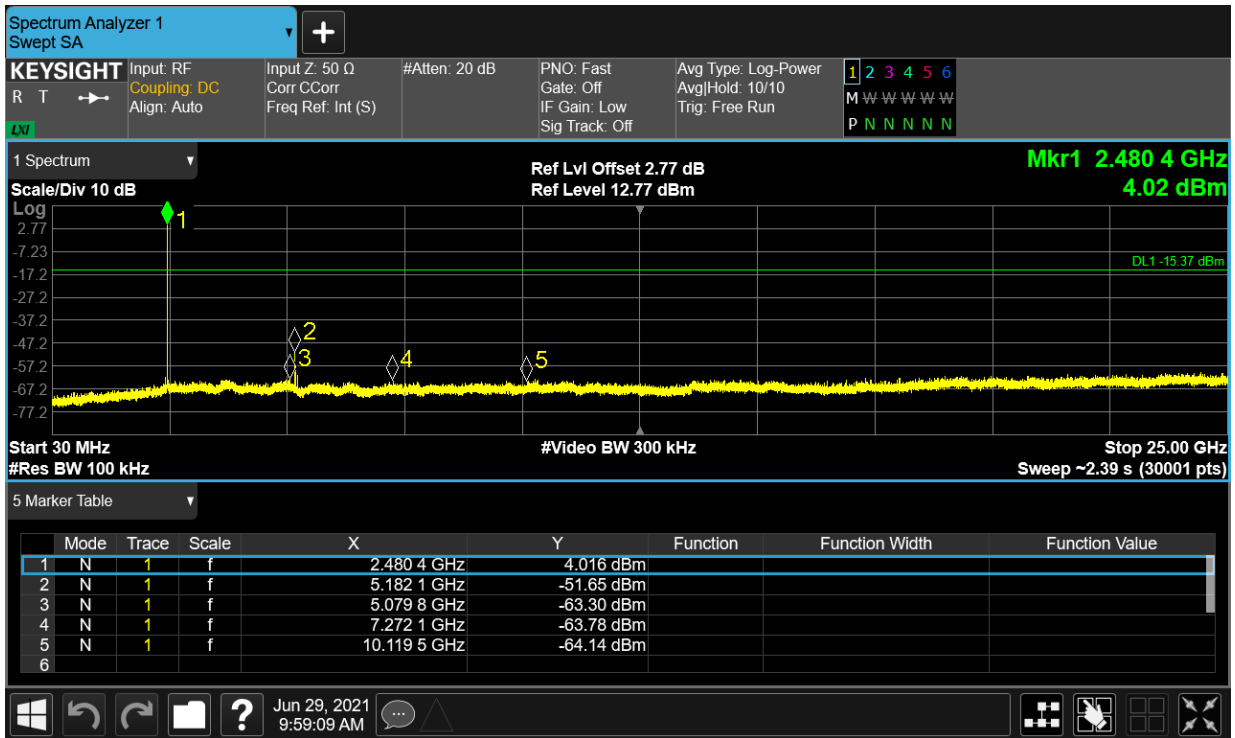 Spectrum Analyzer 1
Swept SA
+
KEYSIGHT
R T
LXI
Input: RF
Coupling: DC
Align: Auto
Input Z: 50 Ω
Corr CCorr
Freq Ref: Int (S)
#Atten: 20 dB
PNO: Fast
Gate: Off
IF Gain: Low
Sig Track: Off
Avg Type: Log-Power
Avg|Hold: 10/10
Trig: Free Run
1 2 3 4 5 6
M W W W W W
P N N N N N
1 Spectrum
Scale/Div 10 dB
Ref Lvl Offset 2.77 dB
Ref Level 12.77 dBm
Mkr1 2.480 4 GHz
4.02 dBm
Log
2.77
-7.23
-17.2
-27.2
-37.2
-47.2
-57.2
-67.2
-77.2
1
2
3
4
5
DL1 -15.37 dBm
Start 30 MHz
#Video BW 300 kHz
Stop 25.00 GHz
#Res BW 100 kHz
Sweep ~2.39 s (30001 pts)
5 Marker Table
Mode Trace Scale X Y Function Function Width Function Value
1 N 1 f 2.480 4 GHz 4.016 dBm
2 N 1 f 5.182 1 GHz -51.65 dBm
3 N 1 f 5.079 8 GHz -63.30 dBm
4 N 1 f 7.272 1 GHz -63.78 dBm
5 N 1 f 10.119 5 GHz -64.14 dBm
6
?
Jun 29, 2021
9:59:09 AM